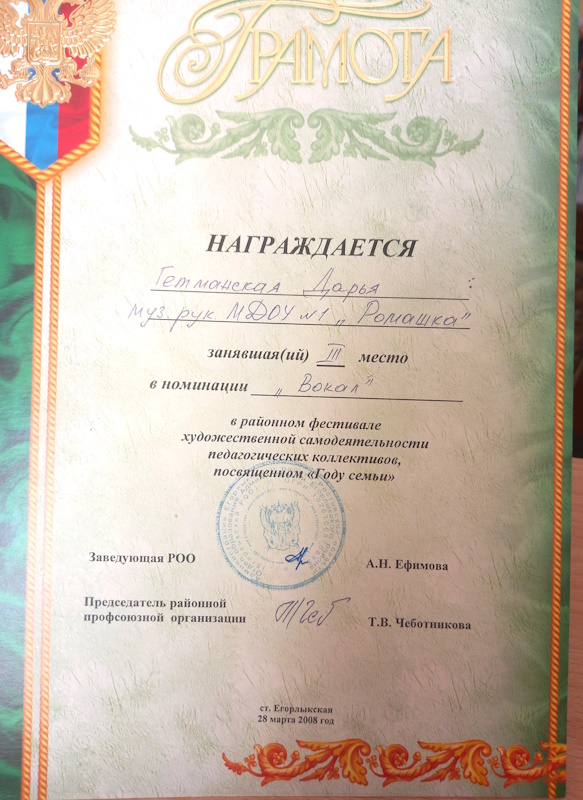 ГРАМОТА
НАГРАЖДАЕТСЯ
Гетманская Дарья
муз. рук МДОУ №1 „Ромашка"
занявшая(ий) III место
в номинации „Вокал"
в районном фестивале
художественной самодеятельности
педагогических коллективов,
посвященном «Году семьи»
Заведующая РОО
А.Н. Ефимова
Председатель районной
профсоюзной организации
Т.В. Чеботникова
ст. Егорлыкская
28 марта 2008 год